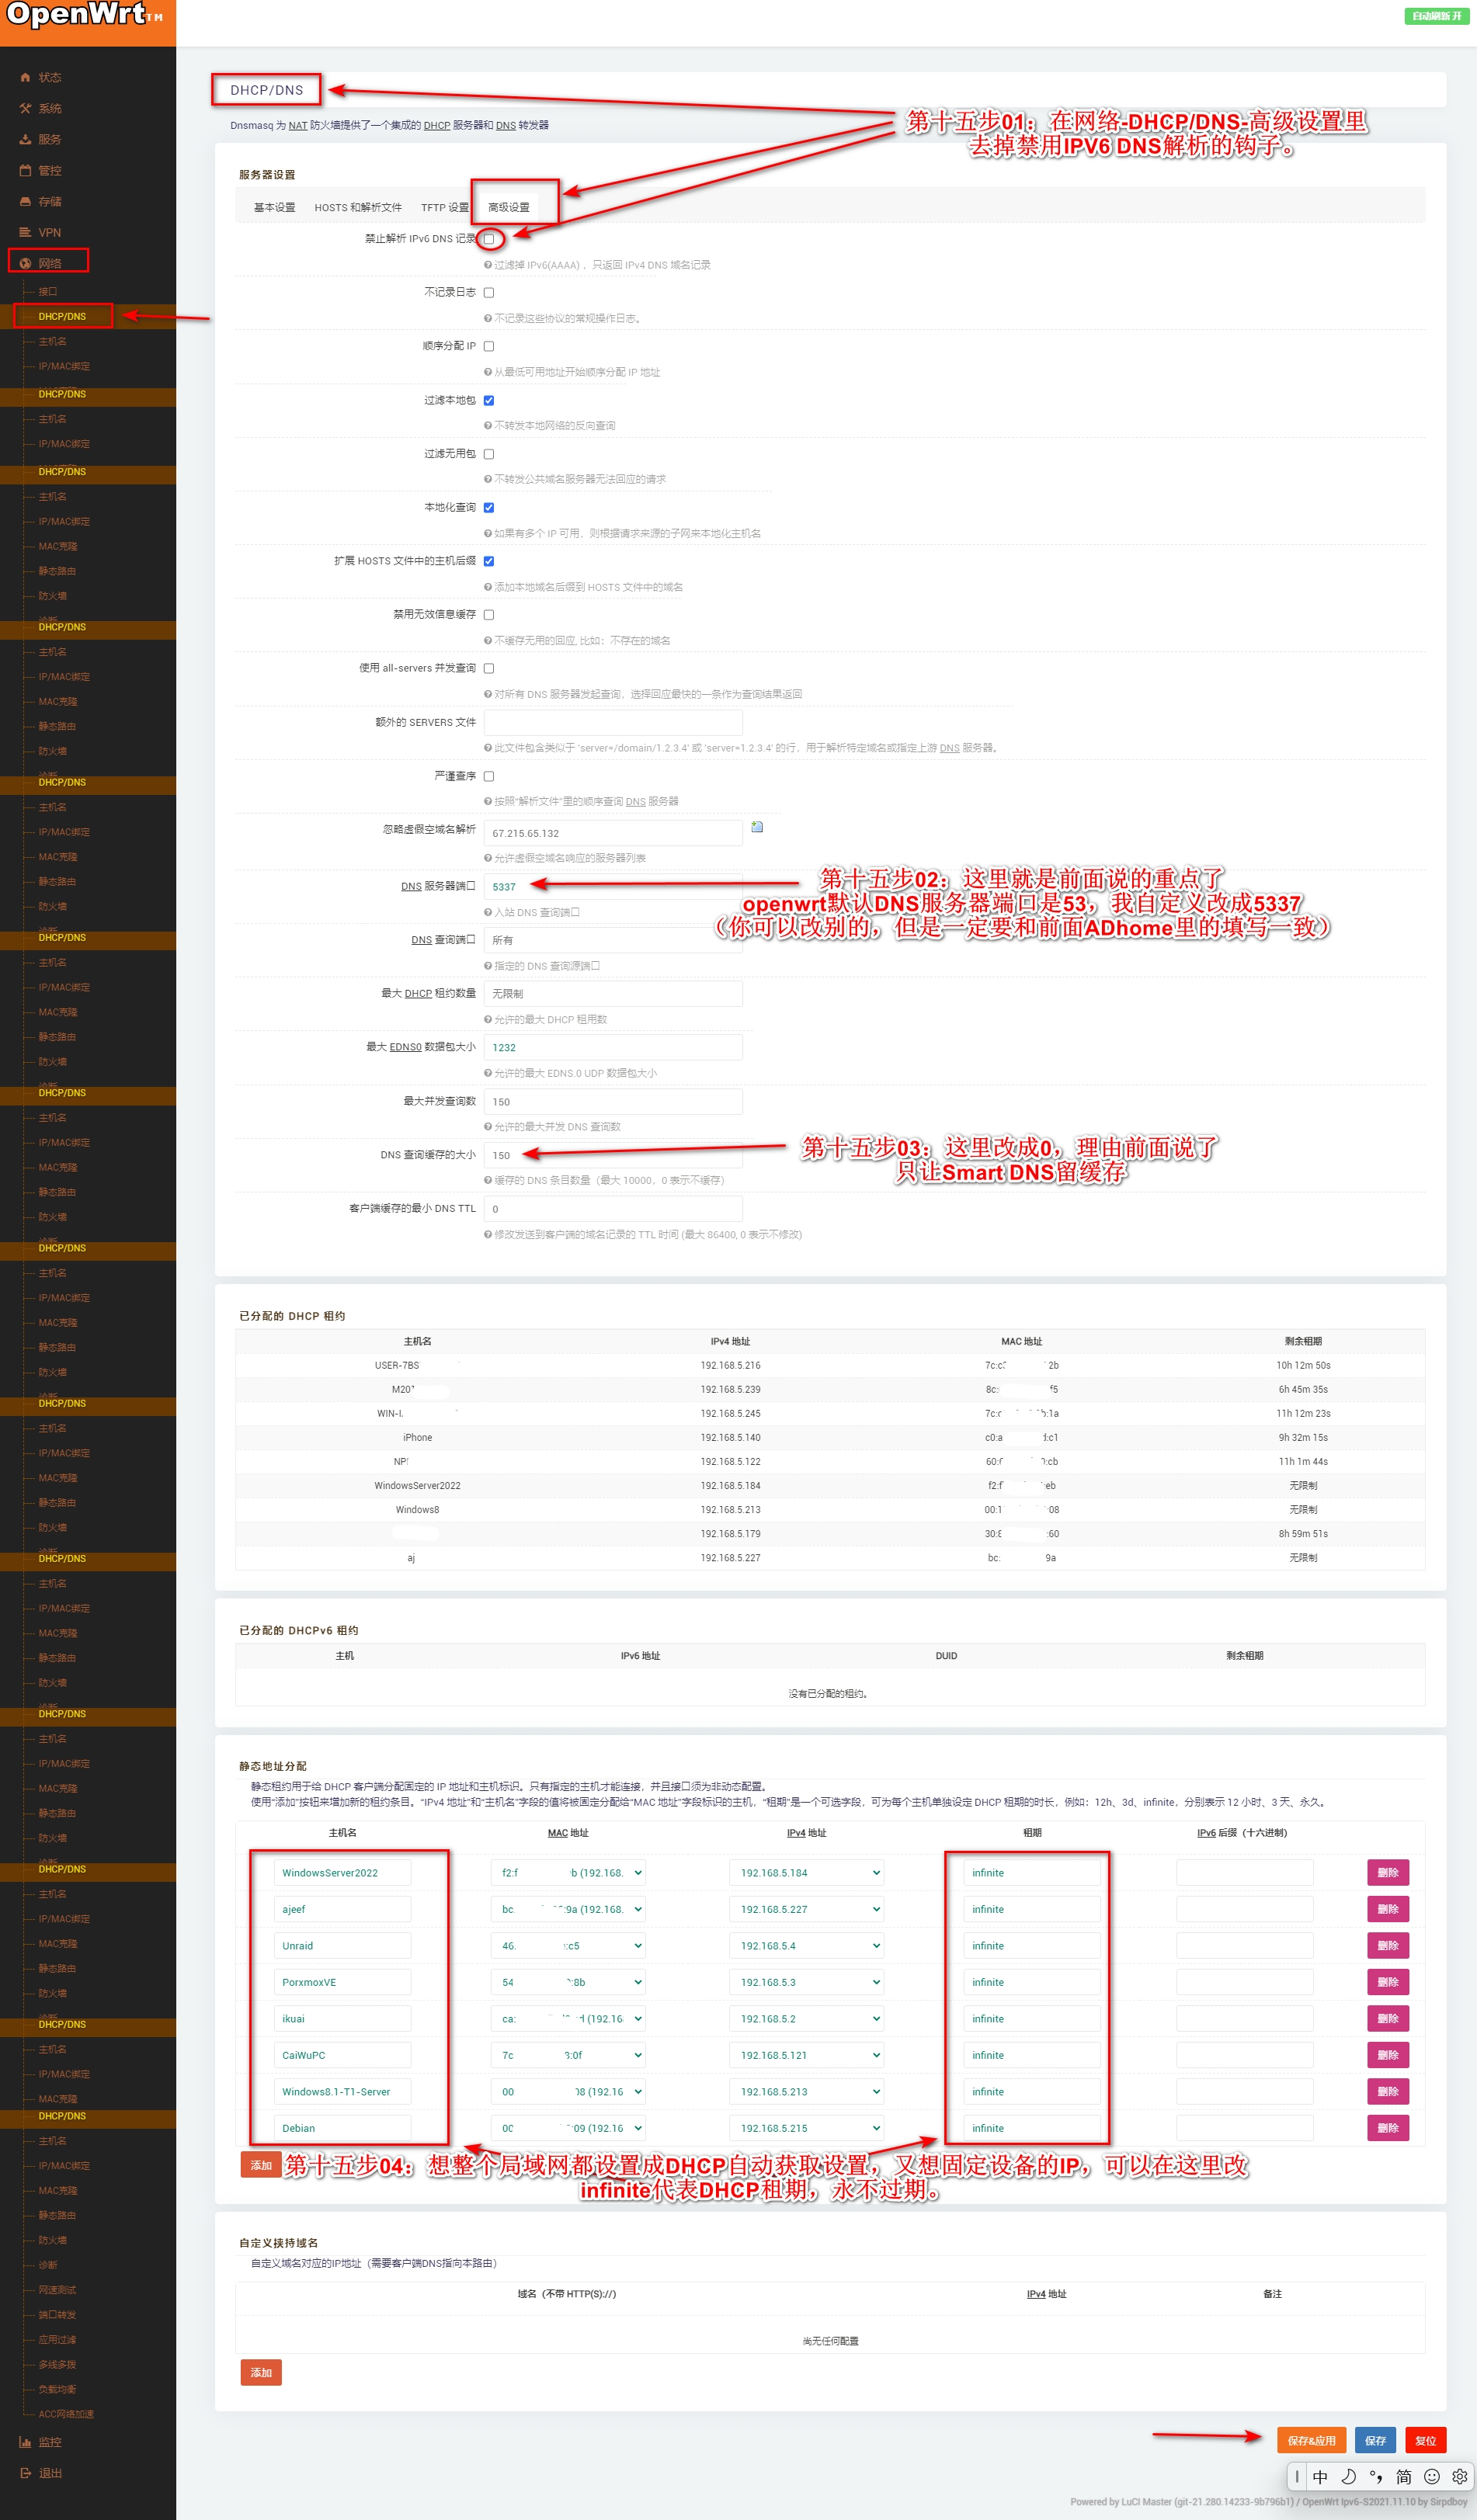 OpenWrt™
自动刷新 开
状态
系统
服务
管控
存储
VPN
网络
接口
DHCP/DNS
主机名
IP/MAC绑定
DHCP/DNS
主机名
IP/MAC绑定
DHCP/DNS
主机名
IP/MAC绑定
MAC克隆
静态路由
防火墙
DHCP/DNS
主机名
IP/MAC绑定
MAC克隆
静态路由
防火墙
DHCP/DNS
主机名
IP/MAC绑定
MAC克隆
静态路由
防火墙
DHCP/DNS
主机名
IP/MAC绑定
MAC克隆
静态路由
防火墙
DHCP/DNS
主机名
IP/MAC绑定
MAC克隆
静态路由
防火墙
DHCP/DNS
主机名
IP/MAC绑定
MAC克隆
静态路由
防火墙
DHCP/DNS
主机名
IP/MAC绑定
MAC克隆
静态路由
防火墙
DHCP/DNS
主机名
IP/MAC绑定
MAC克隆
静态路由
防火墙
DHCP/DNS
主机名
IP/MAC绑定
MAC克隆
静态路由
防火墙
DHCP/DNS
主机名
IP/MAC绑定
MAC克隆
静态路由
防火墙
DHCP/DNS
主机名
IP/MAC绑定
MAC克隆
DHCP/DNS
主机名
IP/MAC绑定
MAC克隆
静态路由
防火墙
诊断
网速测试
端口转发
应用过滤
多线多拨
负载均衡
ACC网络加速
监控
退出
DHCP/DNS
Dnsmasq 为 NAT 防火墙提供了一个集成的 DHCP 服务器和 DNS 转发器
第十五步01：在网络-DHCP/DNS-高级设置里
去掉禁用IPV6 DNS解析的钩子。
服务器设置
基本设置 HOSTS 和解析文件 TFTP 设置 高级设置
禁止解析 IPv6 DNS 记录
过滤掉 IPv6(AAAA) ，只返回 IPv4 DNS 域名记录
不记录日志
不记录这些协议的常规操作日志。
顺序分配 IP
从最低可用地址开始顺序分配 IP 地址
过滤本地包
不转发本地网络的反向查询
过滤无用包
不转发公共域名服务器无法回应的请求
本地化查询
如果有多个 IP 可用，则根据请求来源的子网来本地化主机名
扩展 HOSTS 文件中的主机后缀
添加本地域名后缀到 HOSTS 文件中的域名
禁用无效信息缓存
不缓存无用的回应, 比如：不存在的域名
使用 all-servers 并发查询
对所有 DNS 服务器发起查询，选择回应最快的一条作为查询结果返回
额外的 SERVERS 文件
此文件包含类似于 'server=/domain/1.2.3.4' 或 'server=1.2.3.4' 的行，用于解析特定域名或指定上游 DNS 服务器。
严谨查序
按照"解析文件"里的顺序查询 DNS 服务器
忽略虚假空域名解析 67.215.65.132
允许虚假空域名响应的服务器列表
DNS 服务器端口 5337
入站 DNS 查询端口
第十五步02：这里就是前面说的重点了
openwrt默认DNS服务器端口是53，我自定义改成5337
（你可以改别的，但是一定要和前面ADhome里的填写一致）
DNS 查询端口 所有
指定的 DNS 查询源端口
最大 DHCP 租约数量 无限制
允许的最大 DHCP 租用数
最大 EDNS0 数据包大小 1232
允许的最大 EDNS.0 UDP 数据包大小
最大并发查询数 150
允许的最大并发 DNS 查询数
DNS 查询缓存的大小 150
缓存的 DNS 条目数量（最大 10000，0 表示不缓存）
第十五步03：这里改成0，理由前面说了
只让Smart DNS留缓存
客户端缓存的最小 DNS TTL 0
修改发送到客户端的域名记录的 TTL 时间 (最大 86400, 0 表示不修改)
已分配的 DHCP 租约
主机名 IPv4 地址 MAC 地址 剩余租期
USER-7BS 192.168.5.216 7c:c 2b 10h 12m 50s
M20 192.168.5.239 8c: f5 6h 45m 35s
WIN- 192.168.5.245 7c:c :1a 11h 12m 23s
iPhone 192.168.5.140 c0:a :c1 9h 32m 15s
NP 192.168.5.122 60:6 :cb 11h 1m 44s
WindowsServer2022 192.168.5.184 f2:f :eb 无限制
Windows8 192.168.5.213 00:1 :08 无限制
192.168.5.179 30:8 :60 8h 59m 51s
aj 192.168.5.227 bc: 9a 无限制
已分配的 DHCPv6 租约
主机 IPv6 地址 DUID 剩余租期
没有已分配的租约。
静态地址分配
静态租约用于给 DHCP 客户端分配固定的 IP 地址和主机标识。只有指定的主机才能连接，并且接口须为非动态配置。
使用"添加"按钮来增加新的租约条目。"IPv4 地址"和"主机名"字段的值将被固定分配给"MAC 地址"字段标识的主机，"租期"是一个可选字段，可为每个主机单独设定 DHCP 租期的时长，例如：12h、3d、infinite，分别表示 12 小时、3 天、永久。
主机名 MAC 地址 IPv4 地址 租期 IPv6 后缀（十六进制）
WindowsServer2022 f2:f b (192.168. 192.168.5.184 infinite 删除
ajeef bc. :9a (192.168. 192.168.5.227 infinite 删除
Unraid 46. :c5 192.168.5.4 infinite 删除
PorxmoxVE 54 :8b 192.168.5.3 infinite 删除
ikuai ca: d (192.16 192.168.5.2 infinite 删除
CaiWuPC 7c :0f 192.168.5.121 infinite 删除
Windows8.1-T1-Server 00 08 (192.16 192.168.5.213 infinite 删除
Debian 00 :09 (192.16 192.168.5.215 infinite 删除
添加
第十五步04：想整个局域网都设置成DHCP自动获取设置，又想固定设备的IP，可以在这里改
infinite代表DHCP租期，永不过期。
自定义挟持域名
自定义域名对应的IP地址（需要客户端DNS指向本路由）
域名（不带 HTTP(S)://） IPv4 地址 备注
尚无任何配置
添加
保存&应用 保存 复位
中 简
Powered by LuCI Master (git-21.280.14233-9b796b1) / OpenWrt Ipv6-S2021.11.10 by Sirpdboy